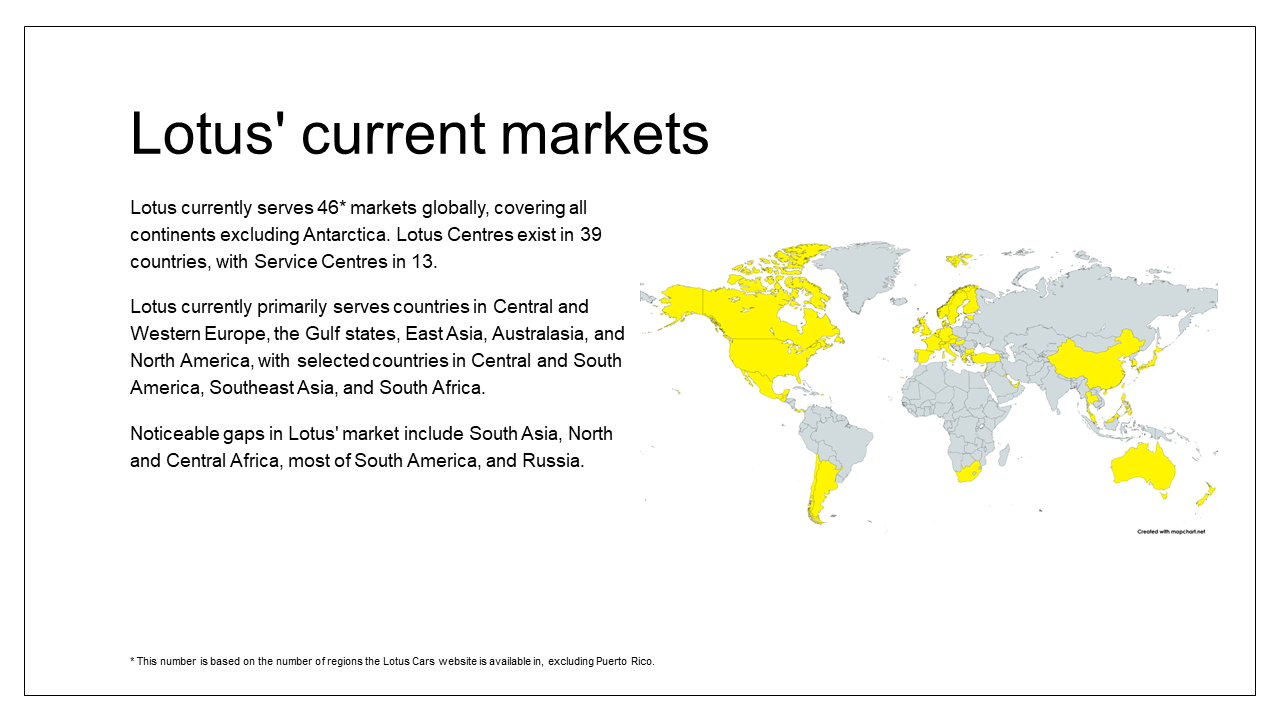 Lotus' current markets
Lotus currently serves 46* markets globally, covering all
continents excluding Antarctica. Lotus Centres exist in 39
countries, with Service Centres in 13.
Lotus currently primarily serves countries in Central and
Western Europe, the Gulf states, East Asia, Australasia, and
North America, with selected countries in Central and South
America, Southeast Asia, and South Africa.
Noticeable gaps in Lotus' market include South Asia, North
and Central Africa, most of South America, and Russia.
Created with mapchart.net
* This number is based on the number of regions the Lotus Cars website is available in, excluding Puerto Rico.